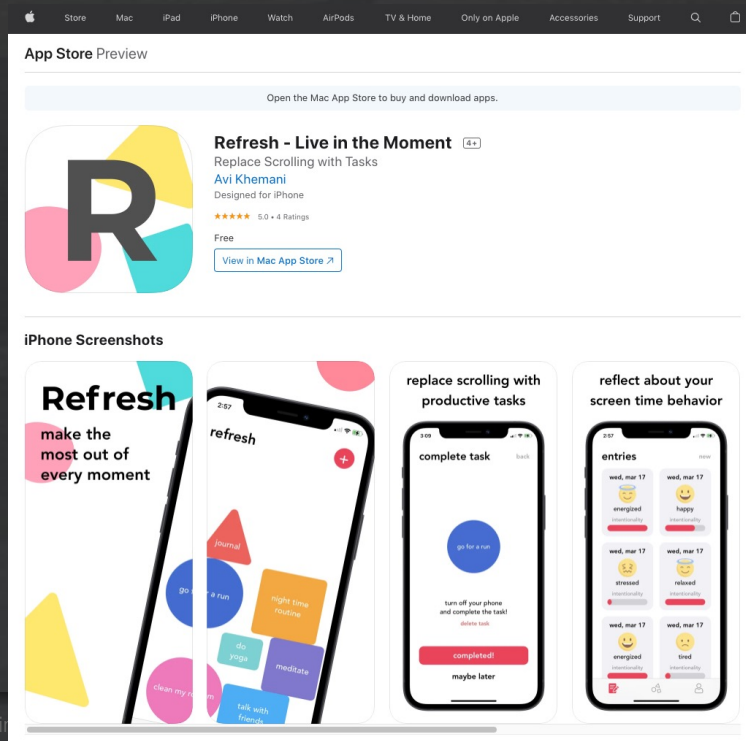 Store Mac iPad iPhone Watch AirPods TV & Home Only on Apple Accessories Support
App Store Preview
Open the Mac App Store to buy and download apps.
R
Refresh - Live in the Moment 4+
Replace Scrolling with Tasks
Avi Khemani
Designed for iPhone
★★★★★ 5.0 • 4 Ratings
Free
View in Mac App Store ↗
iPhone Screenshots
Refresh
make the
most out of
every moment
2:57
refresh
+
journal
go for a run
night time
routine
do
yoga
meditate
clean my room
talk with
friends
replace scrolling with
productive tasks
3:09
complete task back
go for a run
turn off your phone
and complete the task!
delete task
completed!
maybe later
reflect about your
screen time behavior
2:57
entries new
wed, mar 17 wed, mar 17
energized happy
intentionality intentionality
wed, mar 17 wed, mar 17
stressed relaxed
intentionality intentionality
wed, mar 17 wed, mar 17
energized tired
intentionality intentionality